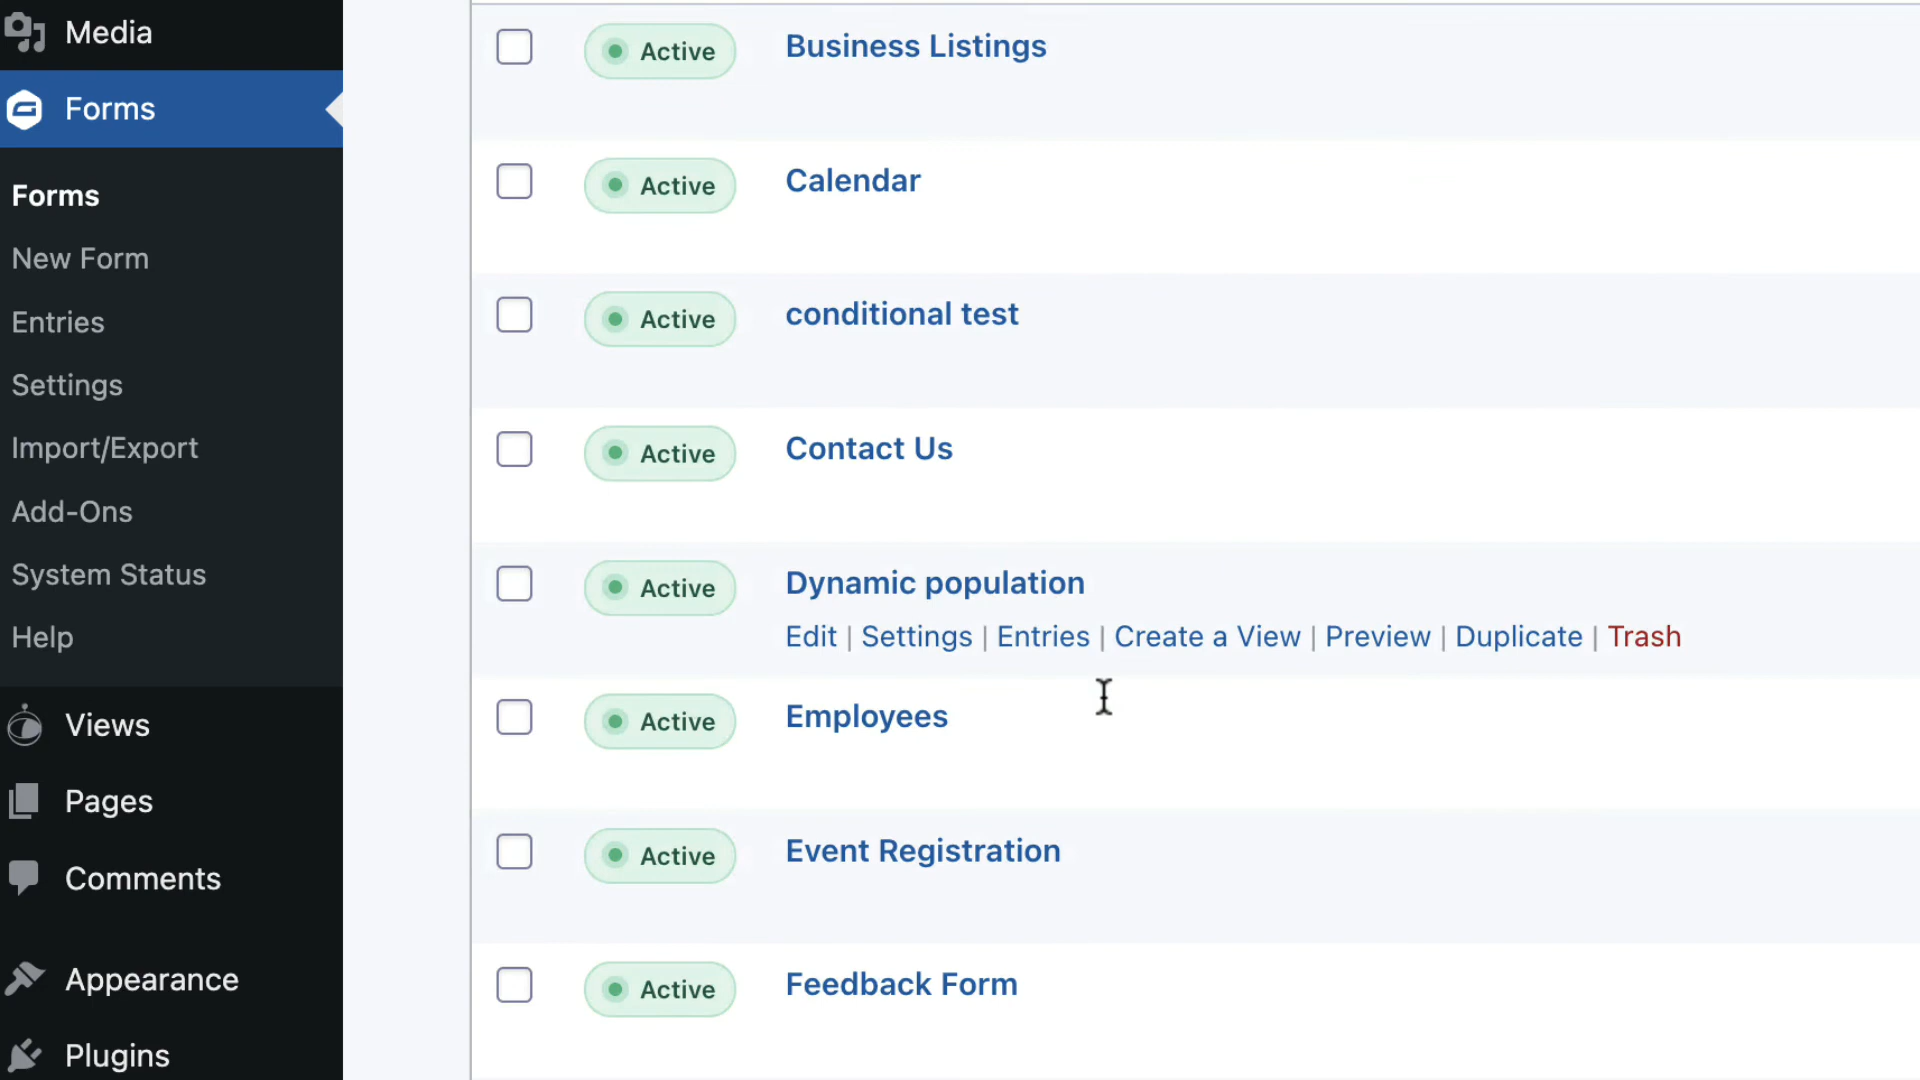 Media
Forms
Forms
New Form
Entries
Settings
Import/Export
Add-Ons
System Status
Help
Views
Pages
Comments
Appearance
Plugins
Active Business Listings
Active Calendar
Active conditional test
Active Contact Us
Active Dynamic population
Edit | Settings | Entries | Create a View | Preview | Duplicate | Trash
Active Employees
Active Event Registration
Active Feedback Form